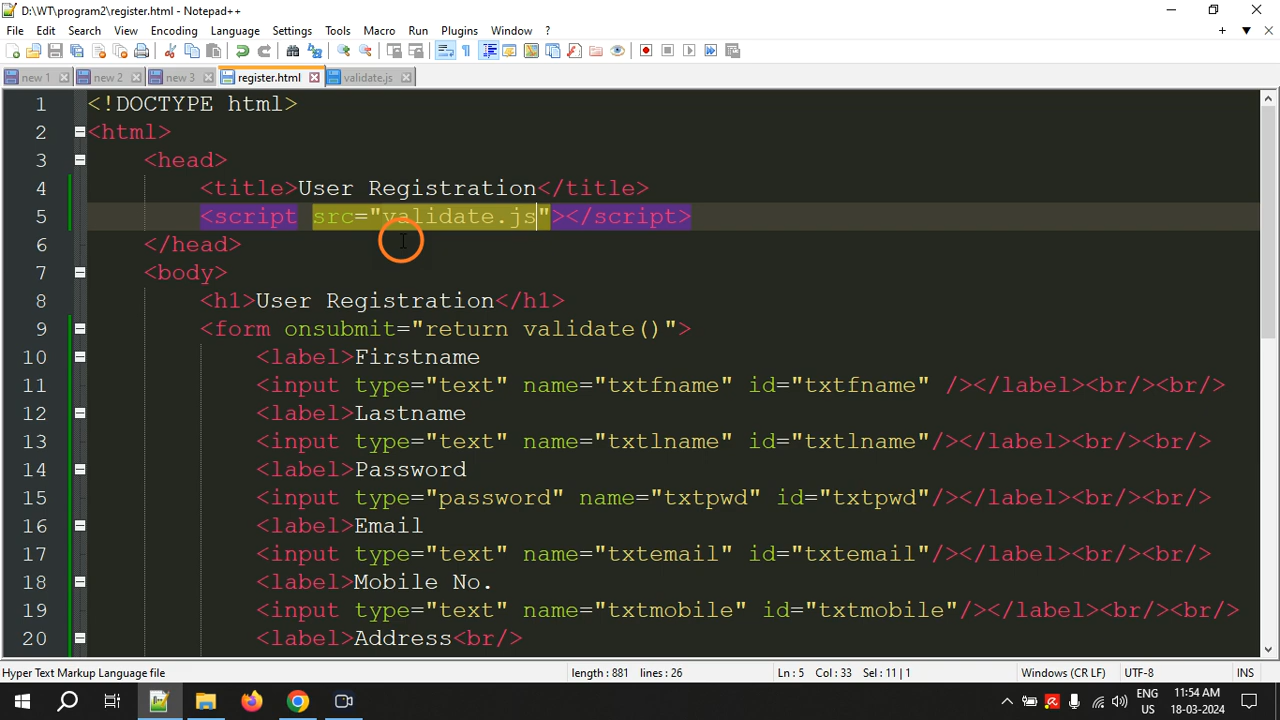 D:\WT\program2\register.html - Notepad++
File Edit Search View Encoding Language Settings Tools Macro Run Plugins Window ?
new 1 new 2 new 3 register.html validate.js
1 <!DOCTYPE html>
2 <html>
3 <head>
4 <title>User Registration</title>
5 <script src="validate.js"></script>
6 </head>
7 <body>
8 <h1>User Registration</h1>
9 <form onsubmit="return validate()">
10 <label>Firstname
11 <input type="text" name="txtfname" id="txtfname" /></label><br/><br/>
12 <label>Lastname
13 <input type="text" name="txtlname" id="txtlname"/></label><br/><br/>
14 <label>Password
15 <input type="password" name="txtpwd" id="txtpwd"/></label><br/><br/>
16 <label>Email
17 <input type="text" name="txtemail" id="txtemail"/></label><br/><br/>
18 <label>Mobile No.
19 <input type="text" name="txtmobile" id="txtmobile"/></label><br/><br/>
20 <label>Address<br/>
Hyper Text Markup Language file length : 881 lines : 26 Ln : 5 Col : 33 Sel : 11 | 1 Windows (CR LF) UTF-8 INS
ENG 11:54 AM
US 18-03-2024